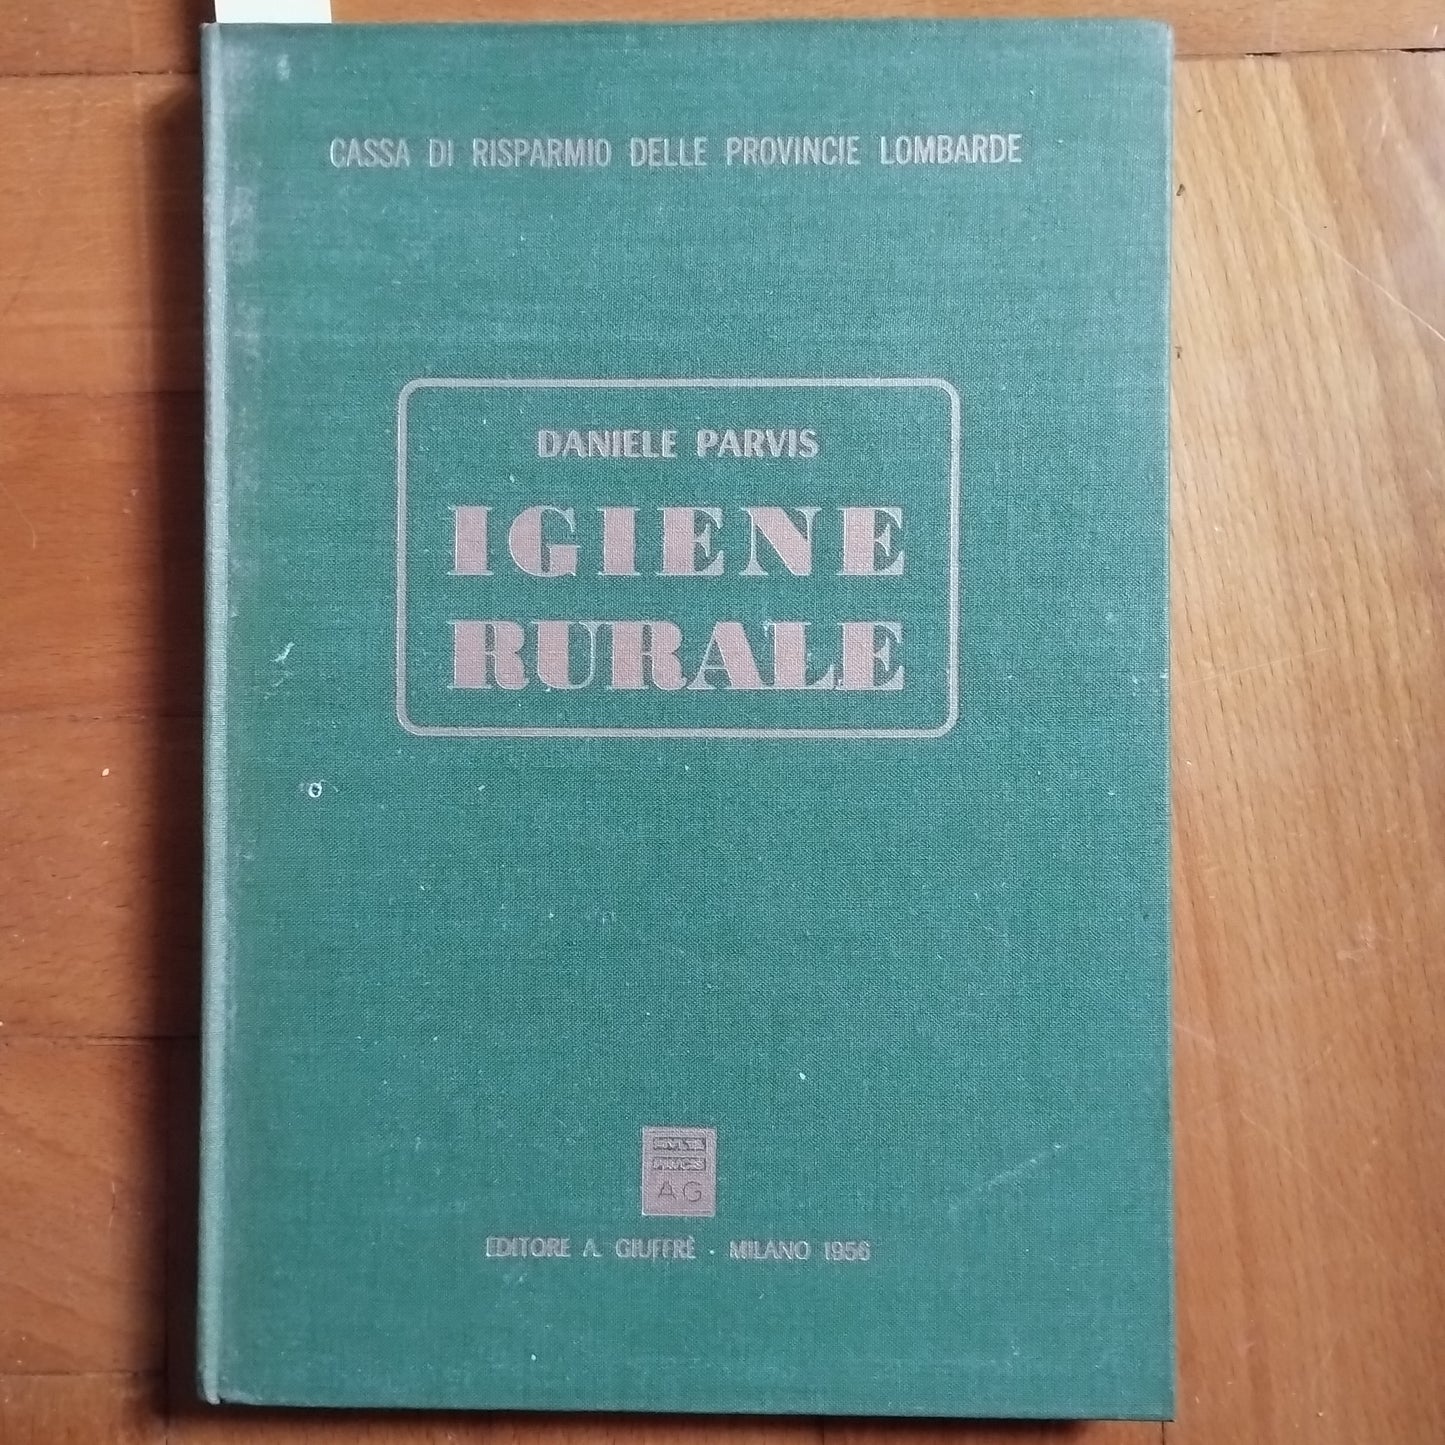 CASSA DI RISPARMIO DELLE PROVINCIE LOMBARDE
DANIELE PARVIS
IGIENE
RURALE
AG
EDITORE A. GIUFFRÈ · MILANO 1956